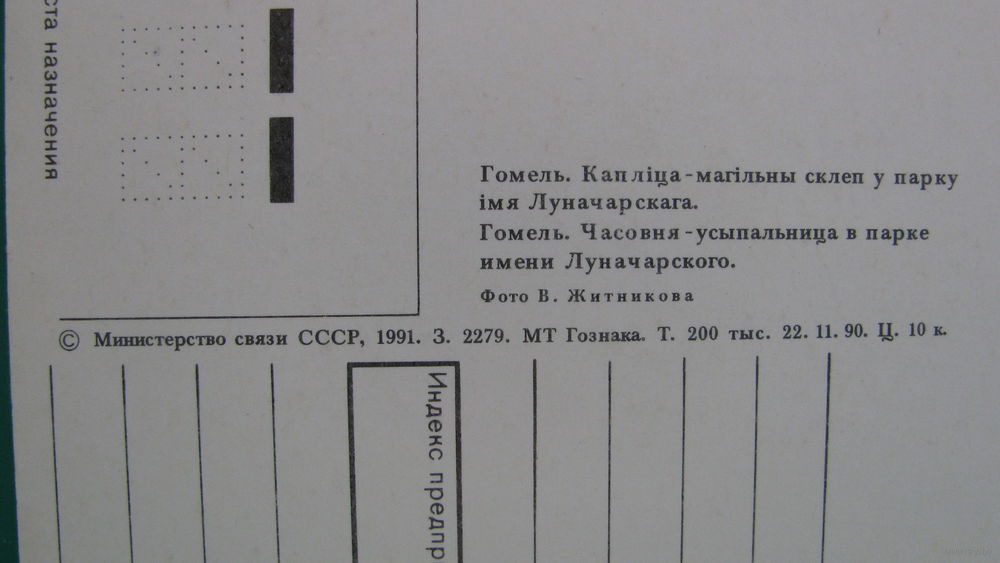 ста назначения
Гомель. Капліца-магільны склеп у парку
імя Луначарскага.
Гомель. Часовня-усыпальница в парке
имени Луначарского.
Фото В. Житникова
© Министерство связи СССР, 1991. З. 2279. МТ Гознака. Т. 200 тыс. 22. 11. 90. Ц. 10 к.
Индекс предпр